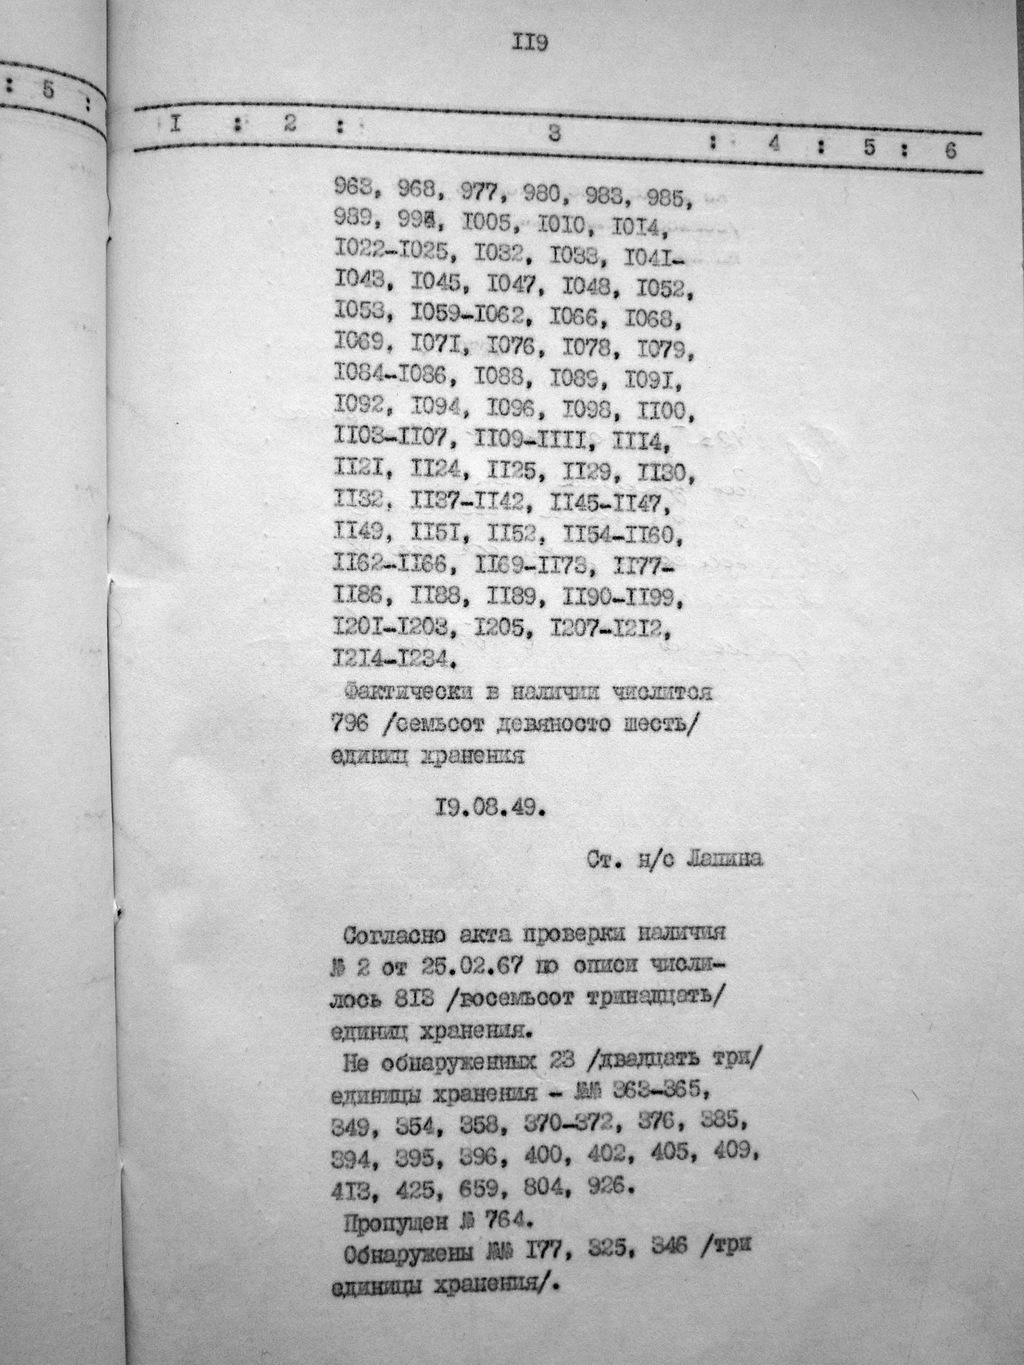 II9
: 5 :
I : 2 : 3 : 4 : 5 : 6
963, 968, 977, 980, 983, 985,
989, I005, I0I0, I0I4,
I022-I025, I032, I033, I04I-
I043, I045, I047, I048, I052,
I053, I059-I062, I066, I068,
I069, I07I, I076, I078, I079,
I084-I086, I088, I089, I09I,
I092, I094, I096, I098, II00,
II03-II07, II09-IIII, III4,
II2I, II24, II25, II29, II30,
II32, II37-II42, II45-II47,
II49, II5I, II52, II54-II60,
II62-II66, II69-II73, II77-
II86, II88, II89, II90-II99,
I20I-I203, I205, I207-I2I2,
I2I4-I234.
Фактически в наличии числится
796 /семьсот девяносто шесть/
единиц хранения
I9.08.49.
Ст. н/с Лапина
Согласно акта проверки наличия
№ 2 от 25.02.67 по описи числи-
лось 8I3 /восемьсот тринадцать/
единиц хранения.
Не обнаруженных 23 /двадцать три/
единицы хранения - №№ 363-365,
349, 354, 358, 370-372, 376, 385,
394, 395, 396, 400, 402, 405, 409,
4I3, 425, 659, 804, 926.
Пропущен № 764.
Обнаружены №№ I77, 325, 346 /три
единицы хранения/.